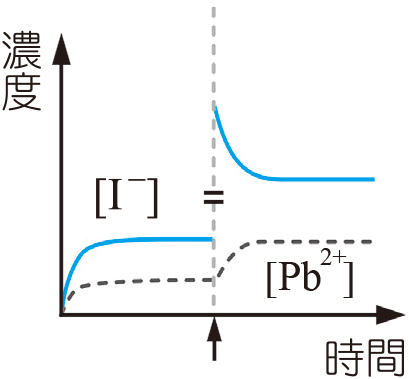 濃度
[I⁻]
=
[Pb²⁺]
時間